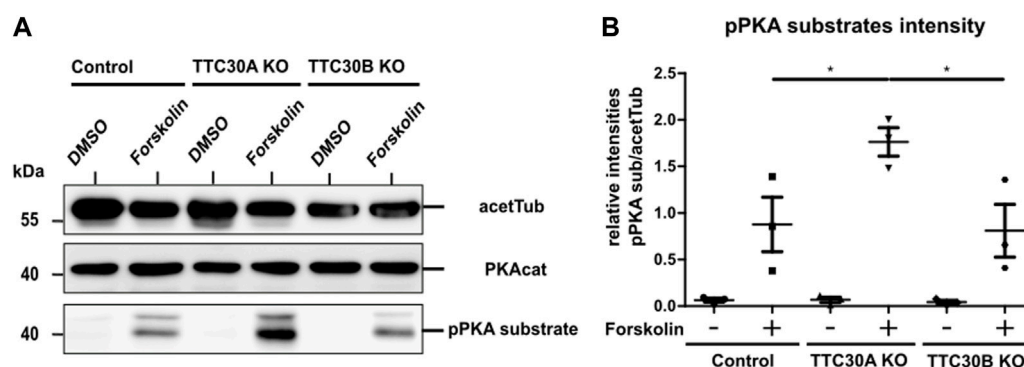 A
Control TTC30A KO TTC30B KO
DMSO Forskolin DMSO Forskolin DMSO Forskolin
kDa
55 acetTub
40 PKAcat
40 pPKA substrate
B
pPKA substrates intensity
relative intensities
pPKA sub/acetTub
2.5
* *
2.0
1.5
1.0
0.5
0.0
Forskolin - + - + - +
Control TTC30A KO TTC30B KO